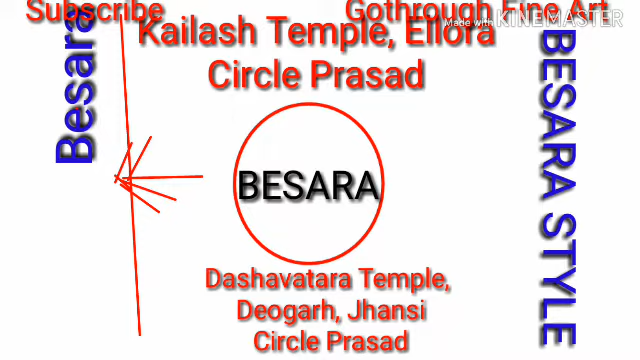 Subscribe
Gothrough Fine Art
Made with KINEMASTER
Besara
Kailash Temple, Ellora
Circle Prasad
BESARA
BESARA STYLE
Dashavatara Temple,
Deogarh, Jhansi
Circle Prasad